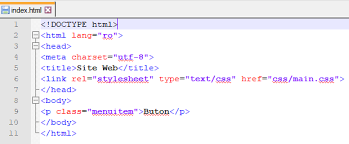 index.html
1 <!DOCTYPE html>
2 <html lang="ro">
3 <head>
4 <meta charset="utf-8">
5 <title>Site Web</title>
6 <link rel="stylesheet" type="text/css" href="css/main.css">
7 </head>
8 <body>
9 <p class="menuitem">Buton</p>
10 </body>
11 </html>